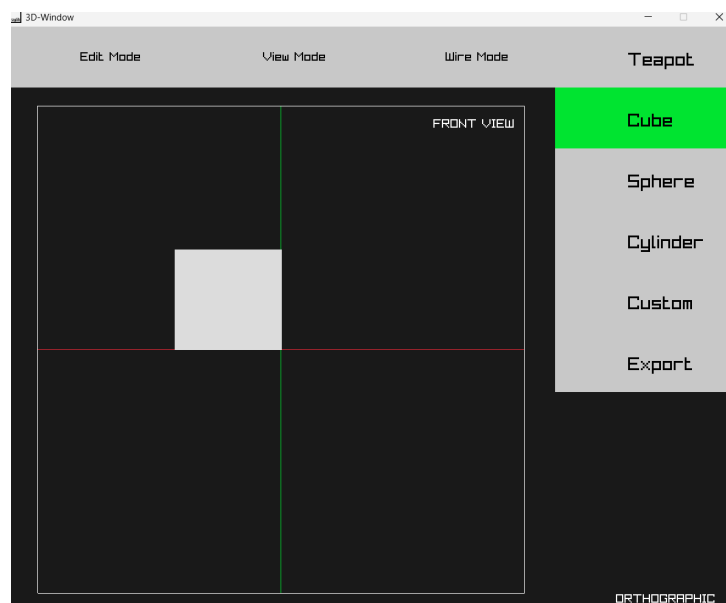 3D-Window
Edit Mode View Mode Wire Mode Teapot
FRONT VIEW
Cube
Sphere
Cylinder
Custom
Export
ORTHOGRAPHIC